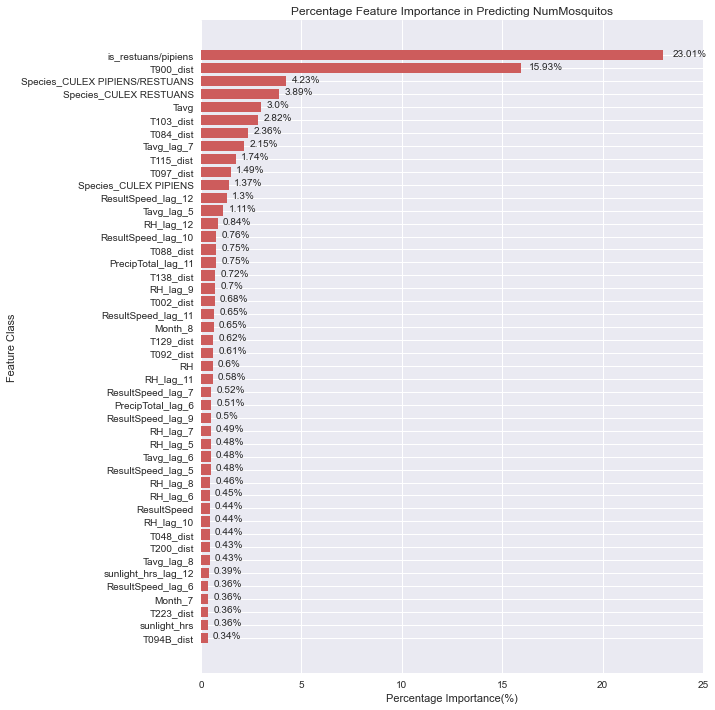 Percentage Feature Importance in Predicting NumMosquitos
is_restuans/pipiens 23.01%
T900_dist 15.93%
Species_CULEX PIPIENS/RESTUANS 4.23%
Species_CULEX RESTUANS 3.89%
Tavg 3.0%
T103_dist 2.82%
T084_dist 2.36%
Tavg_lag_7 2.15%
T115_dist 1.74%
T097_dist 1.49%
Species_CULEX PIPIENS 1.37%
ResultSpeed_lag_12 1.3%
Tavg_lag_5 1.11%
RH_lag_12 0.84%
ResultSpeed_lag_10 0.76%
T088_dist 0.75%
PrecipTotal_lag_11 0.75%
T138_dist 0.72%
RH_lag_9 0.7%
T002_dist 0.68%
ResultSpeed_lag_11 0.65%
Month_8 0.65%
T129_dist 0.62%
T092_dist 0.61%
RH 0.6%
RH_lag_11 0.58%
ResultSpeed_lag_7 0.52%
PrecipTotal_lag_6 0.51%
ResultSpeed_lag_9 0.5%
RH_lag_7 0.49%
RH_lag_5 0.48%
Tavg_lag_6 0.48%
ResultSpeed_lag_5 0.48%
RH_lag_8 0.46%
RH_lag_6 0.45%
ResultSpeed 0.44%
RH_lag_10 0.44%
T048_dist 0.44%
T200_dist 0.43%
Tavg_lag_8 0.43%
sunlight_hrs_lag_12 0.39%
ResultSpeed_lag_6 0.36%
Month_7 0.36%
T223_dist 0.36%
sunlight_hrs 0.36%
T094B_dist 0.34%
Feature Class
0 5 10 15 20 25
Percentage Importance(%)